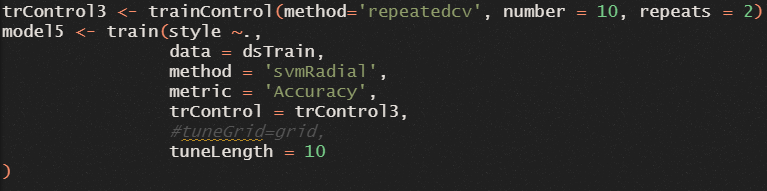 trControl3 <- trainControl(method='repeatedcv', number = 10, repeats = 2)
model5 <- train(style ~.,
data = dsTrain,
method = 'svmRadial',
metric = 'Accuracy',
trControl = trControl3,
#tuneGrid=grid,
tuneLength = 10
)